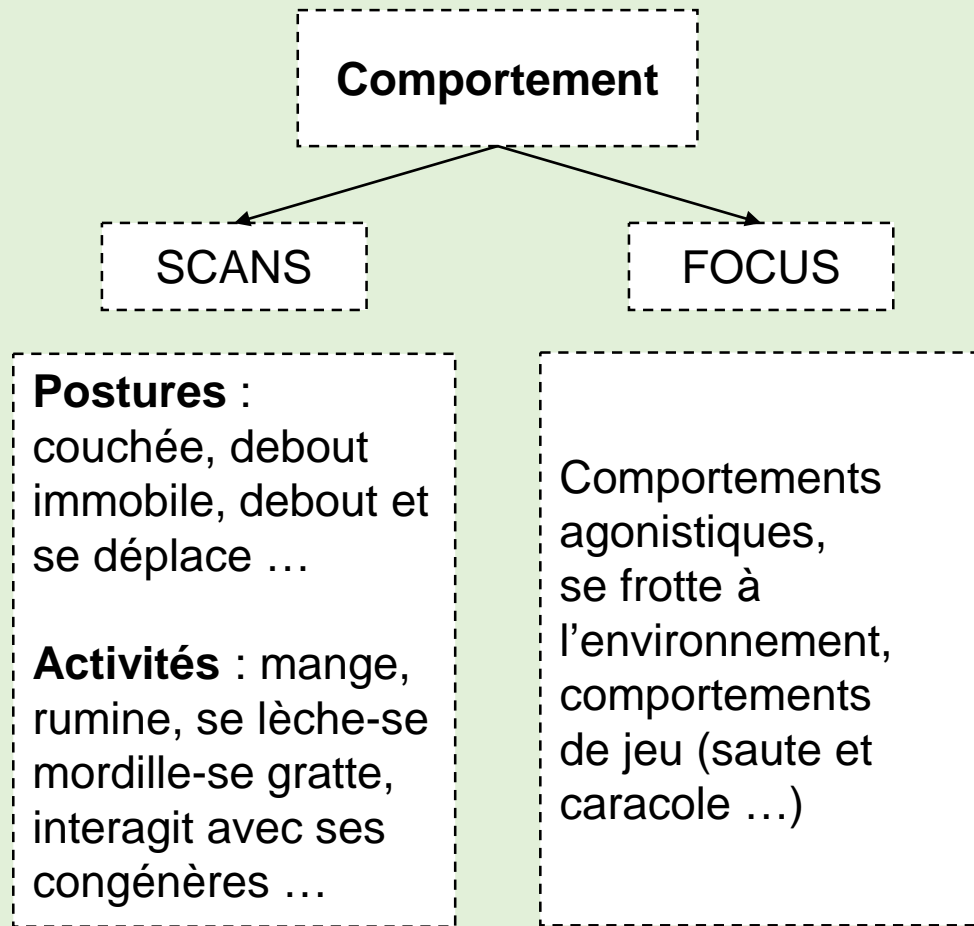 Comportement
SCANS
FOCUS
Postures :
couchée, debout
immobile, debout et
se déplace …
Activités : mange,
rumine, se lèche-se
mordille-se gratte,
interagit avec ses
congénères …
Comportements
agonistiques,
se frotte à
l’environnement,
comportements
de jeu (saute et
caracole …)